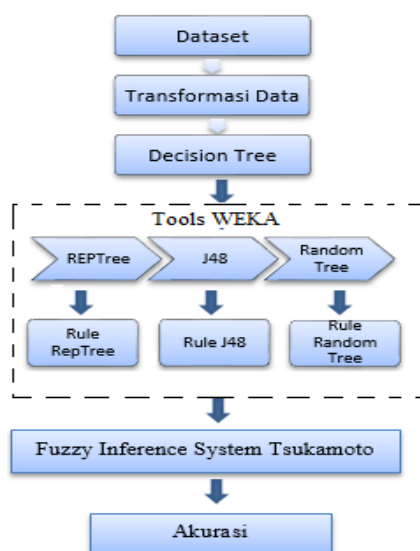 Dataset
Transformasi Data
Decision Tree
Tools WEKA
REPTree
J48
Random
Tree
Rule
RepTree
Rule J48
Rule
Random
Tree
Fuzzy Inference System Tsukamoto
Akurasi